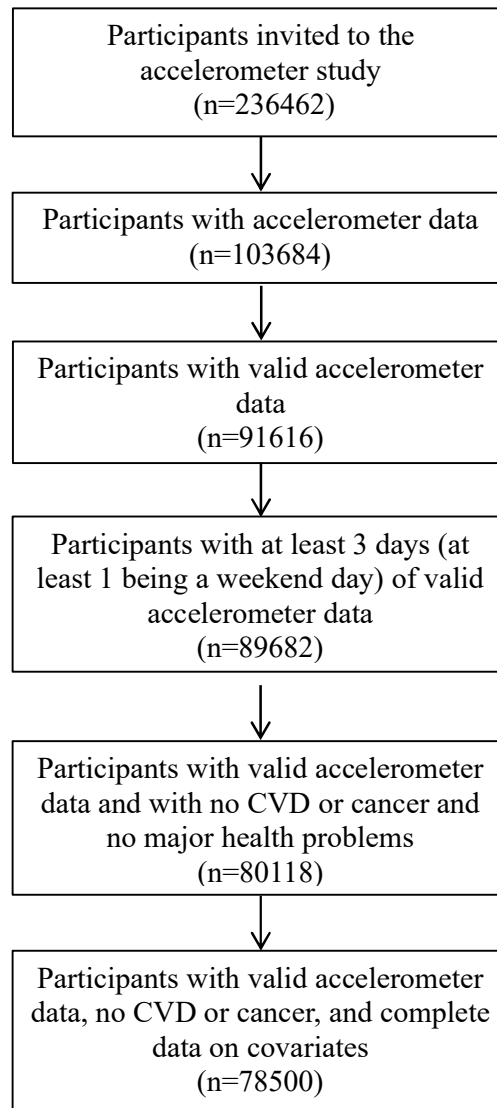 Participants invited to the
accelerometer study
(n=236462)
Participants with accelerometer data
(n=103684)
Participants with valid accelerometer
data
(n=91616)
Participants with at least 3 days (at
least 1 being a weekend day) of valid
accelerometer data
(n=89682)
Participants with valid accelerometer
data and with no CVD or cancer and
no major health problems
(n=80118)
Participants with valid accelerometer
data, no CVD or cancer, and complete
data on covariates
(n=78500)